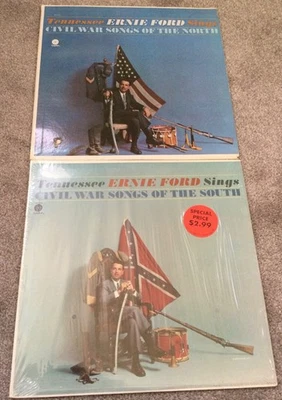 Tennessee ERNIE FORD Sings
CIVIL WAR SONGS OF THE NORTH
Tennessee ERNIE FORD Sings
CIVIL WAR SONGS OF THE SOUTH
SPECIAL
PRICE
$2.99